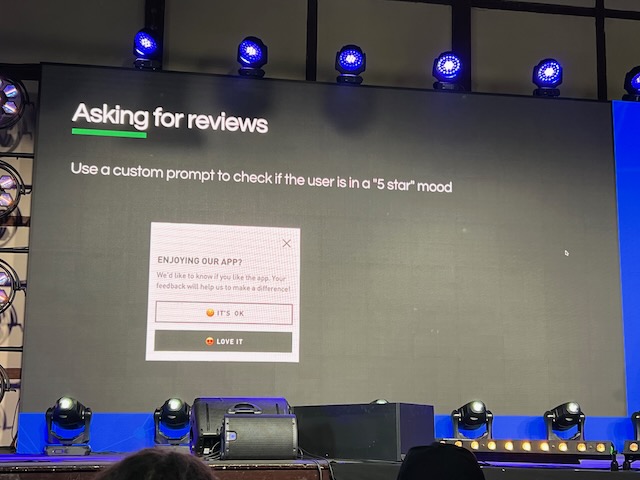 Asking for reviews
Use a custom prompt to check if the user is in a "5 star" mood
ENJOYING OUR APP?
We'd like to know if you like the app. Your
feedback will help us to make a difference!
IT'S OK
LOVE IT